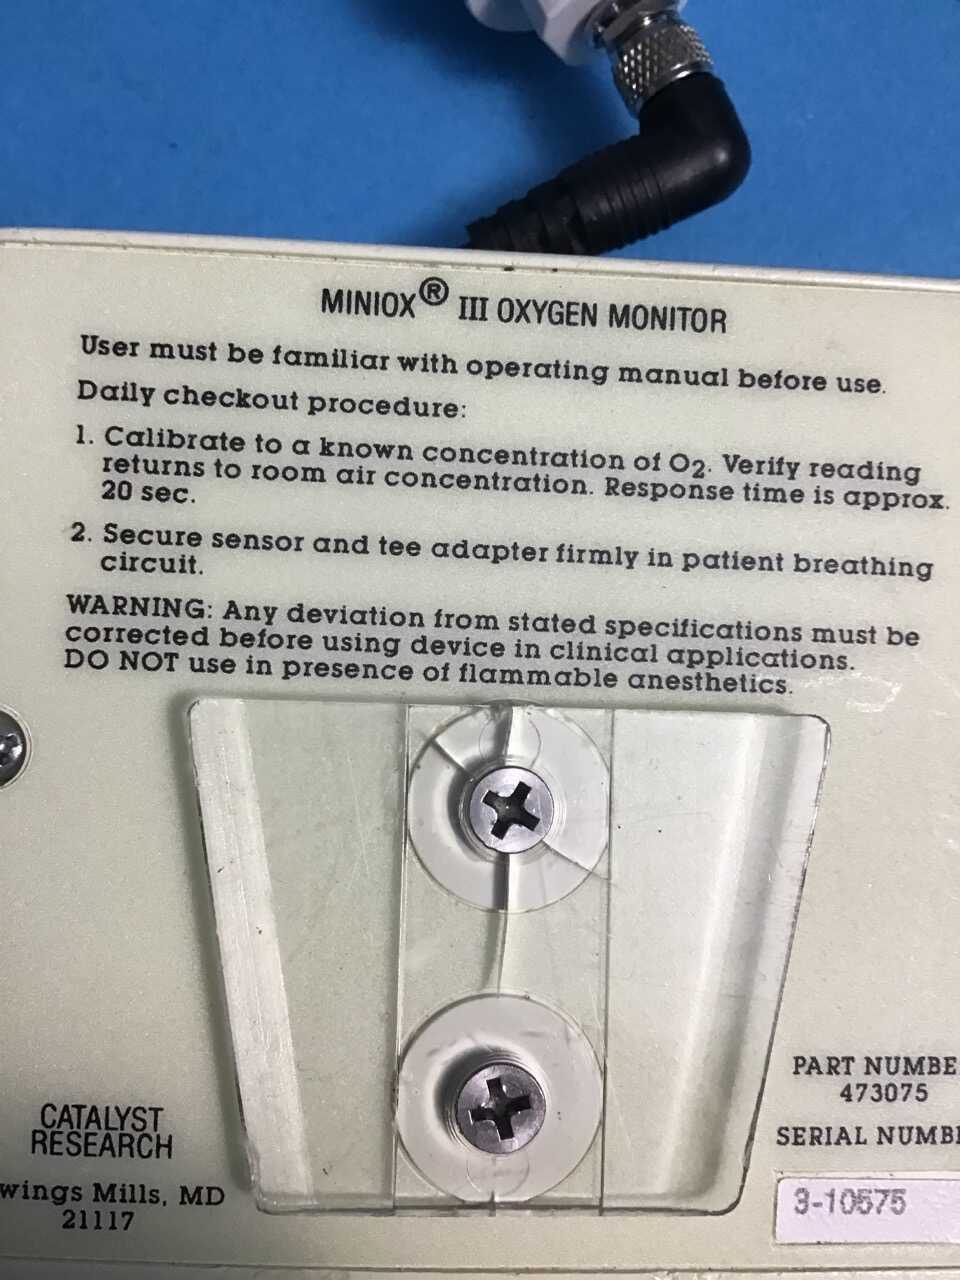 MINIOX® III OXYGEN MONITOR
User must be familiar with operating manual before use.
Daily checkout procedure:
1. Calibrate to a known concentration of O2. Verify reading
returns to room air concentration. Response time is approx.
20 sec.
2. Secure sensor and tee adapter firmly in patient breathing
circuit.
WARNING: Any deviation from stated specifications must be
corrected before using device in clinical applications.
DO NOT use in presence of flammable anesthetics.
PART NUMBE
473075
SERIAL NUMB
3-10575
CATALYST
RESEARCH
wings Mills, MD
21117